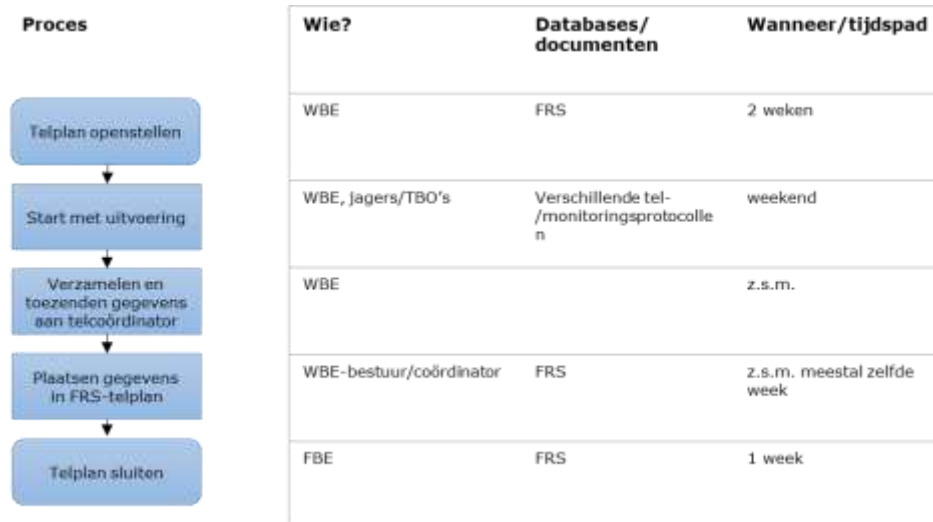 Proces
Wie?
Databases/
documenten
Wanneer/tijdspad
Telplan openstellen
WBE
FRS
2 weken
Start met uitvoering
WBE, jagers/TBO's
Verschillende tel-
/monitoringsprotocolle
n
weekend
Verzamelen en
toezenden gegevens
aan telcoördinator
WBE
z.s.m.
Plaatsen gegevens
in FRS-telplan
WBE-bestuur/coördinator
FRS
z.s.m. meestal zelfde
week
Telplan sluiten
FBE
FRS
1 week